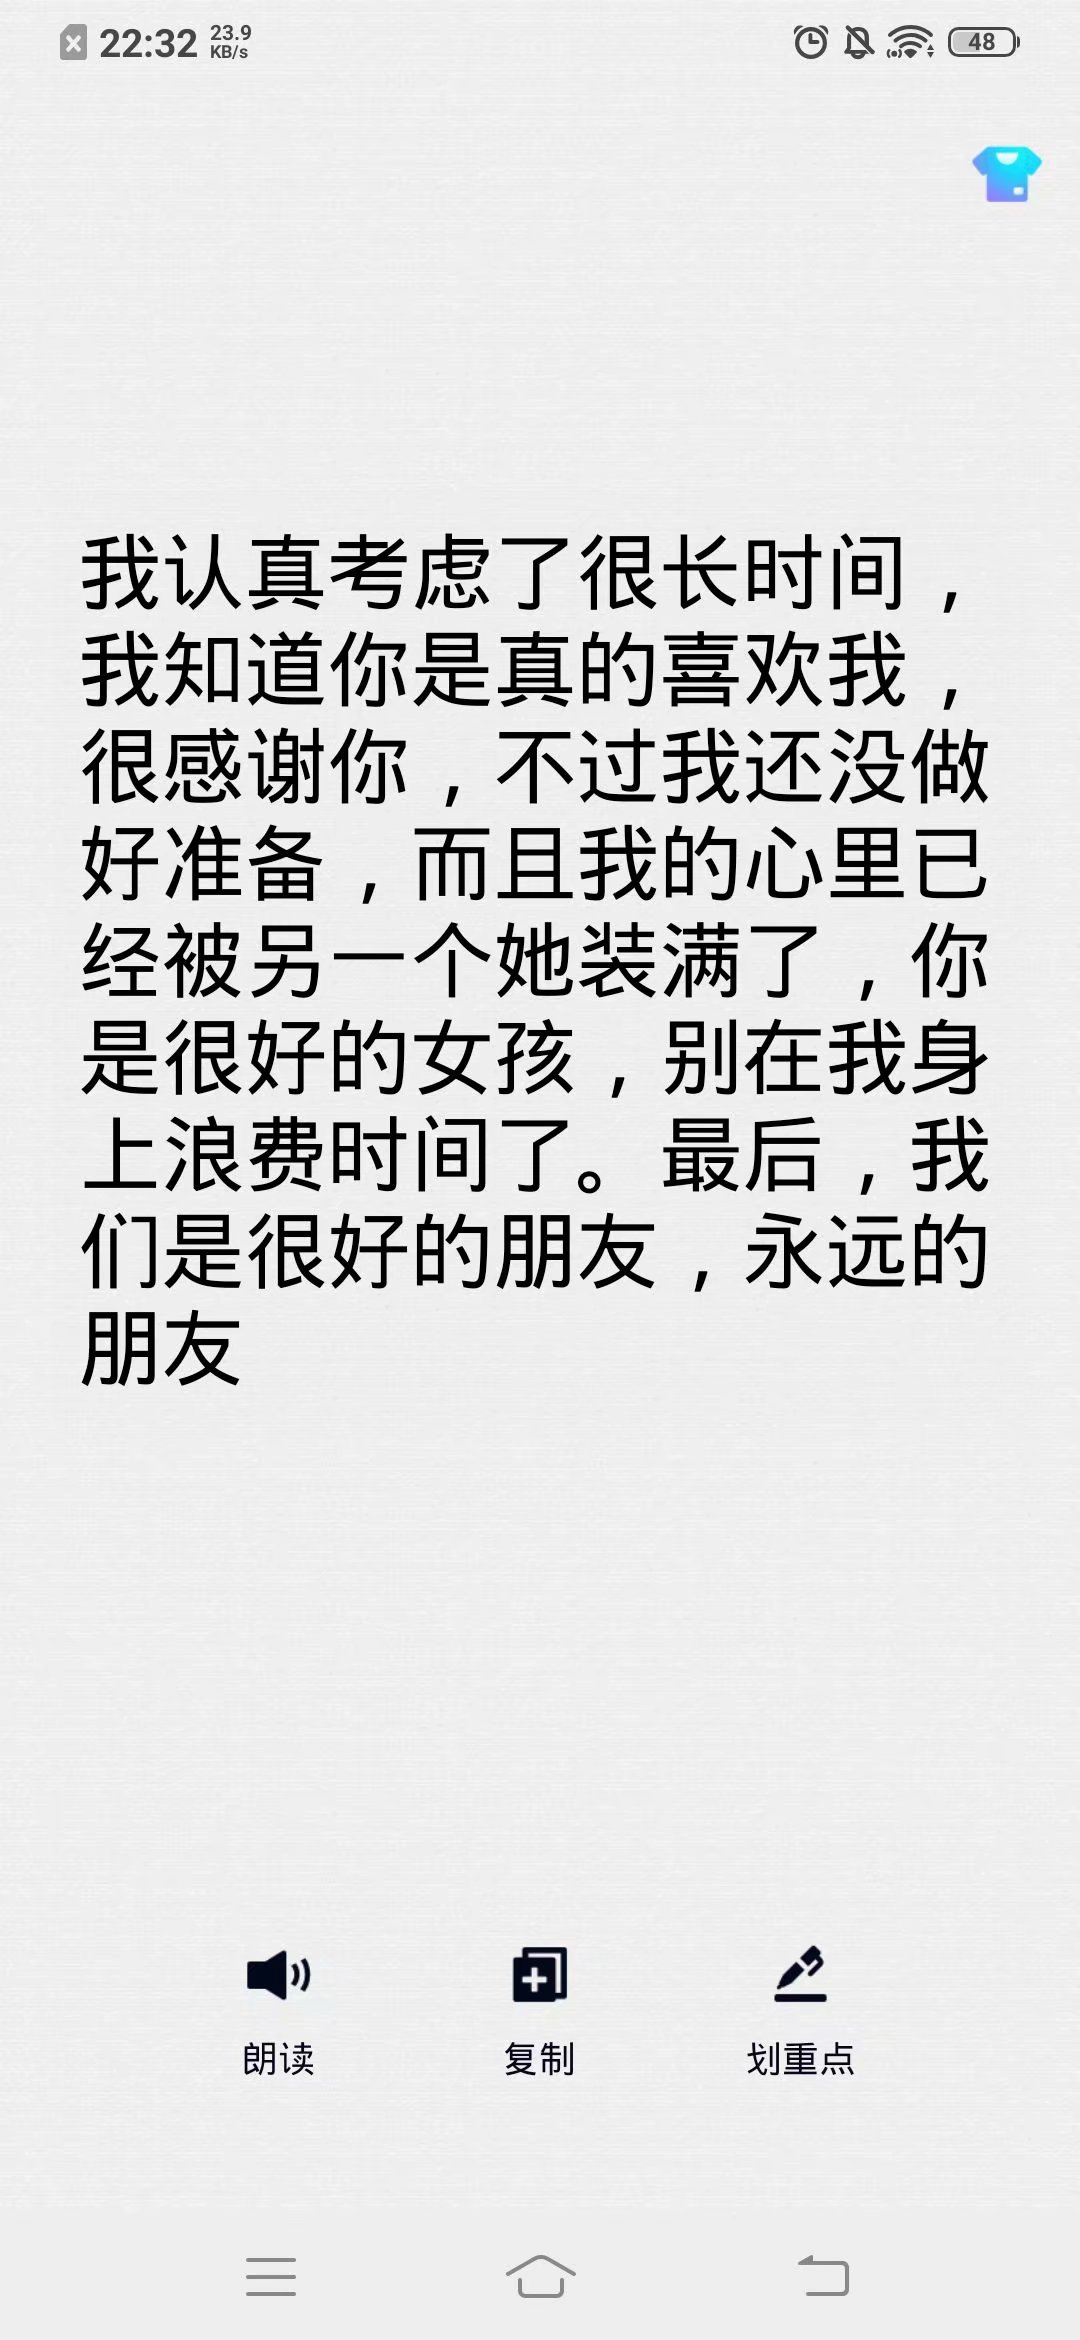 22:32 23.9 KB/s 48
我认真考虑了很长时间，
我知道你是真的喜欢我，
很感谢你，不过我还没做
好准备，而且我的心里已
经被另一个她装满了，你
是很好的女孩，别在我身
上浪费时间了。最后，我
们是很好的朋友，永远的
朋友
朗读 复制 划重点